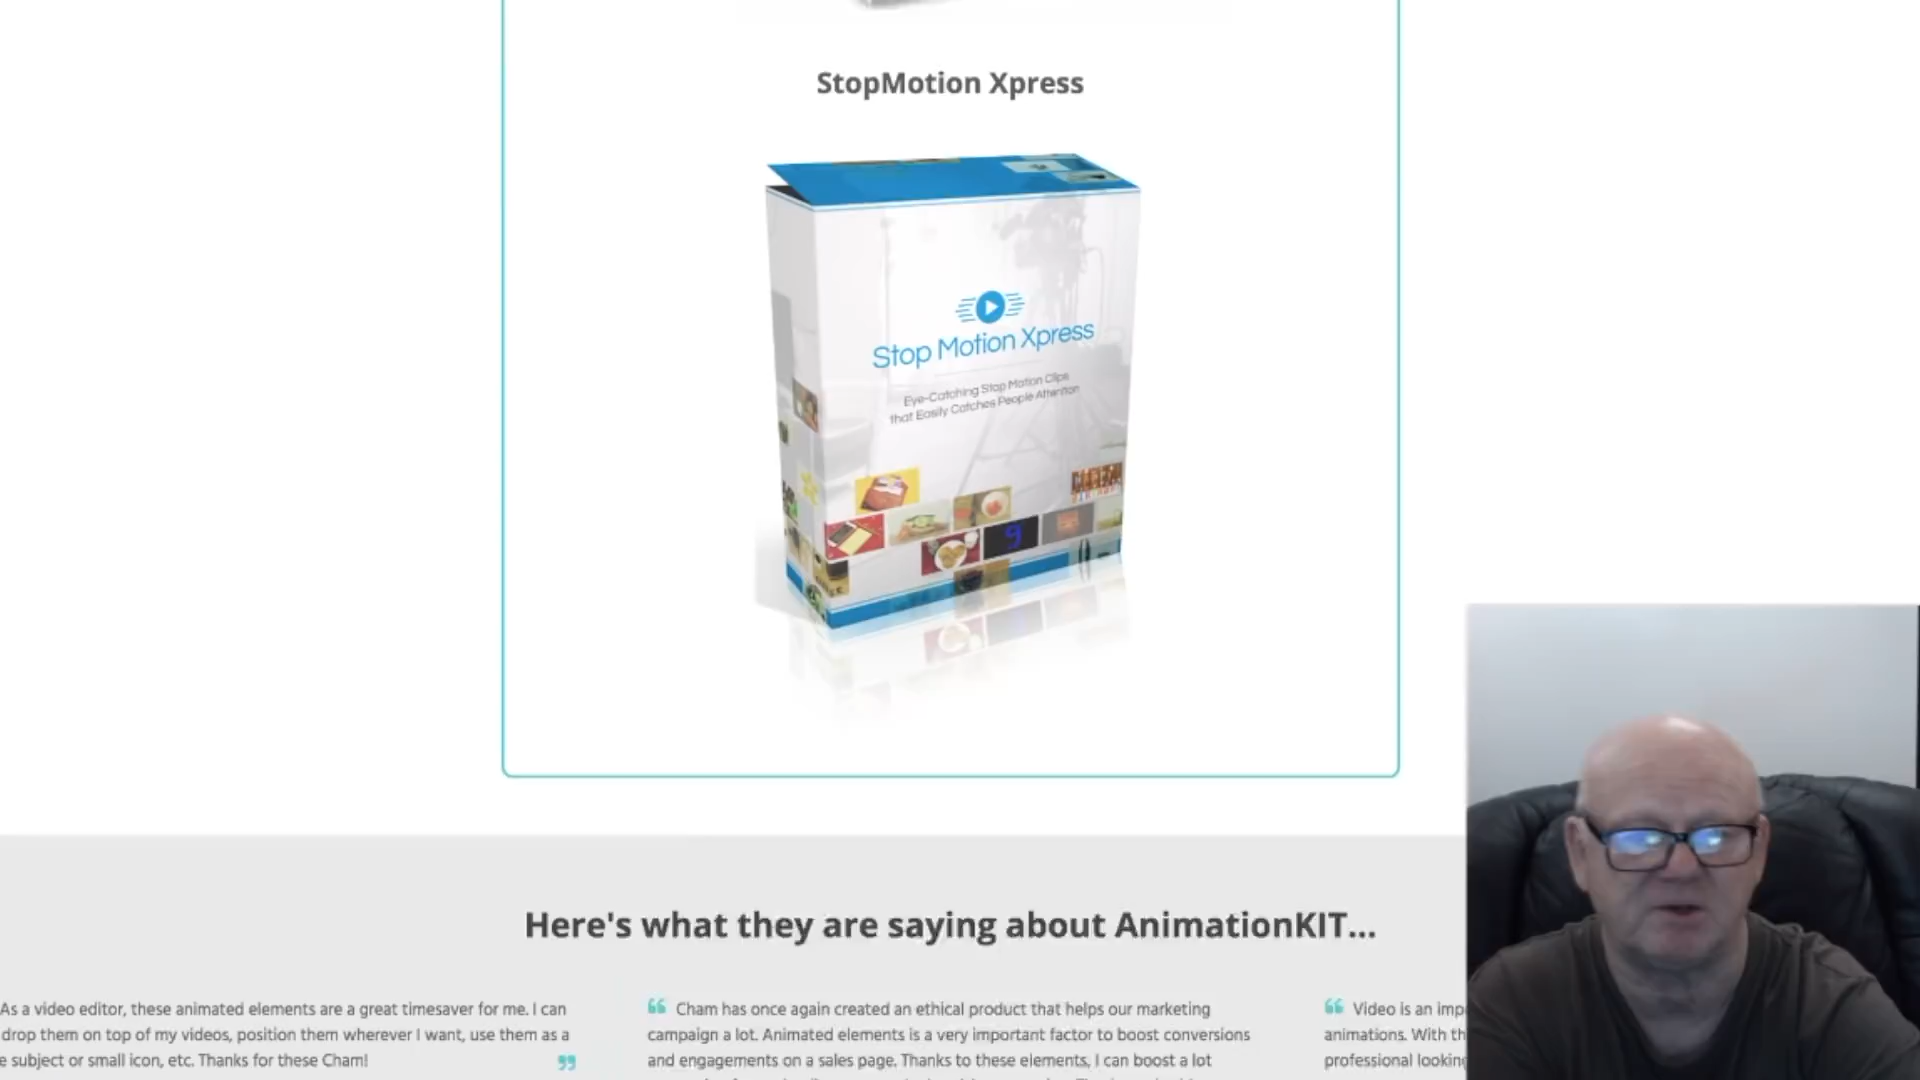 StopMotion Xpress
Stop Motion Xpress
Eye-Catching Stop Motion Clips
that Easily Catches People Attention
9
Here's what they are saying about AnimationKIT...
As a video editor, these animated elements are a great timesaver for me. I can
drop them on top of my videos, position them wherever I want, use them as a
e subject or small icon, etc. Thanks for these Cham!
Cham has once again created an ethical product that helps our marketing
campaign a lot. Animated elements is a very important factor to boost conversions
and engagements on a sales page. Thanks to these elements, I can boost a lot
Video is an imp
animations. With th
professional looking